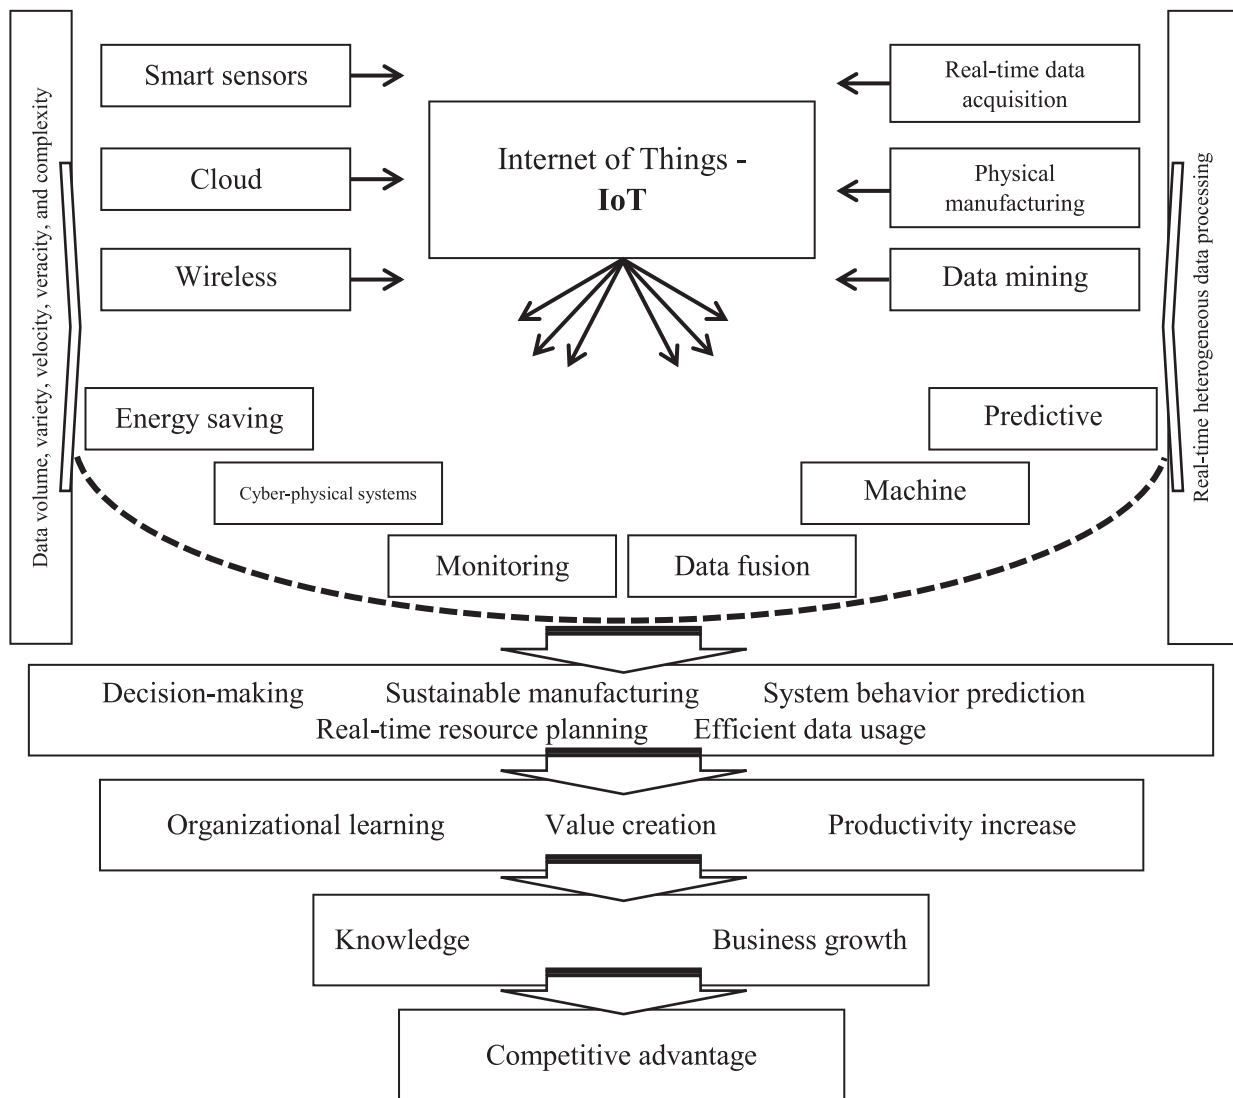 Data volume, variety, velocity, veracity, and complexity
Smart sensors
Cloud
Wireless
Internet of Things -
IoT
Real-time data
acquisition
Physical
manufacturing
Data mining
Real-time heterogeneous data processing
Energy saving
Cyber-physical systems
Monitoring
Data fusion
Machine
Predictive
Decision-making Sustainable manufacturing System behavior prediction
Real-time resource planning Efficient data usage
Organizational learning Value creation Productivity increase
Knowledge Business growth
Competitive advantage